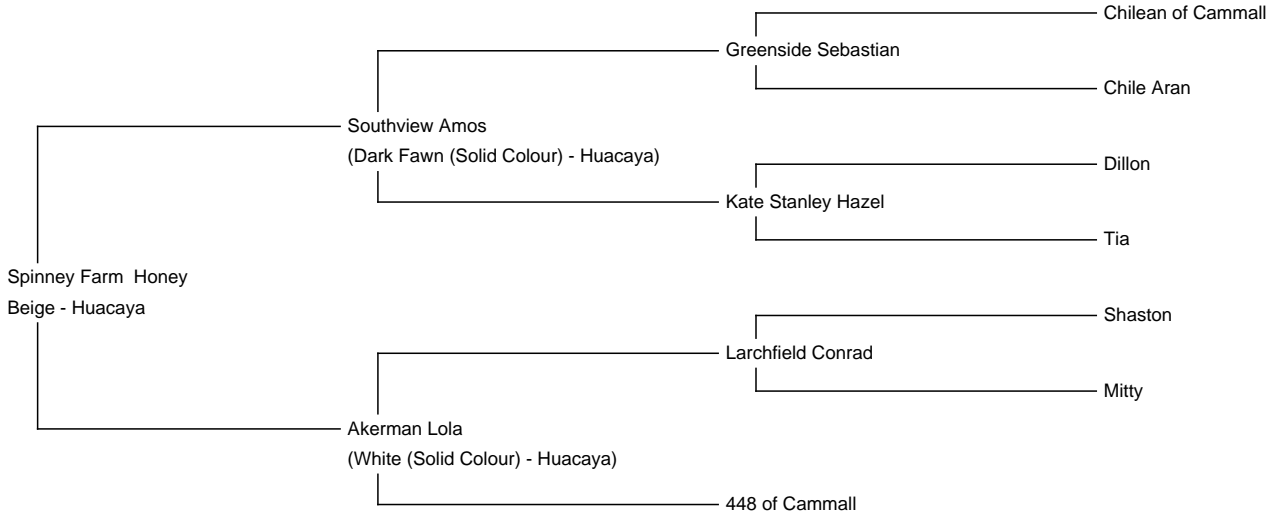 Chilean of Cammall
Greenside Sebastian
Chile Aran
Southview Amos
(Dark Fawn (Solid Colour) - Huacaya)
Dillon
Kate Stanley Hazel
Tia
Spinney Farm  Honey
Beige - Huacaya
Shaston
Larchfield Conrad
Mitty
Akerman Lola
(White (Solid Colour) - Huacaya)
448 of Cammall